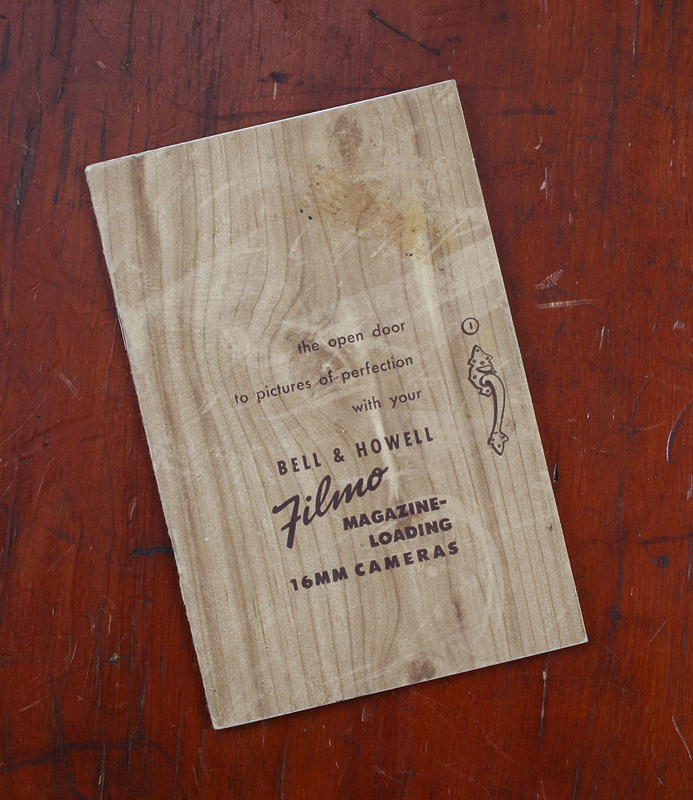 the open door
to pictures of perfection
with your
BELL & HOWELL
Filmo
MAGAZINE-
LOADING
16MM CAMERAS